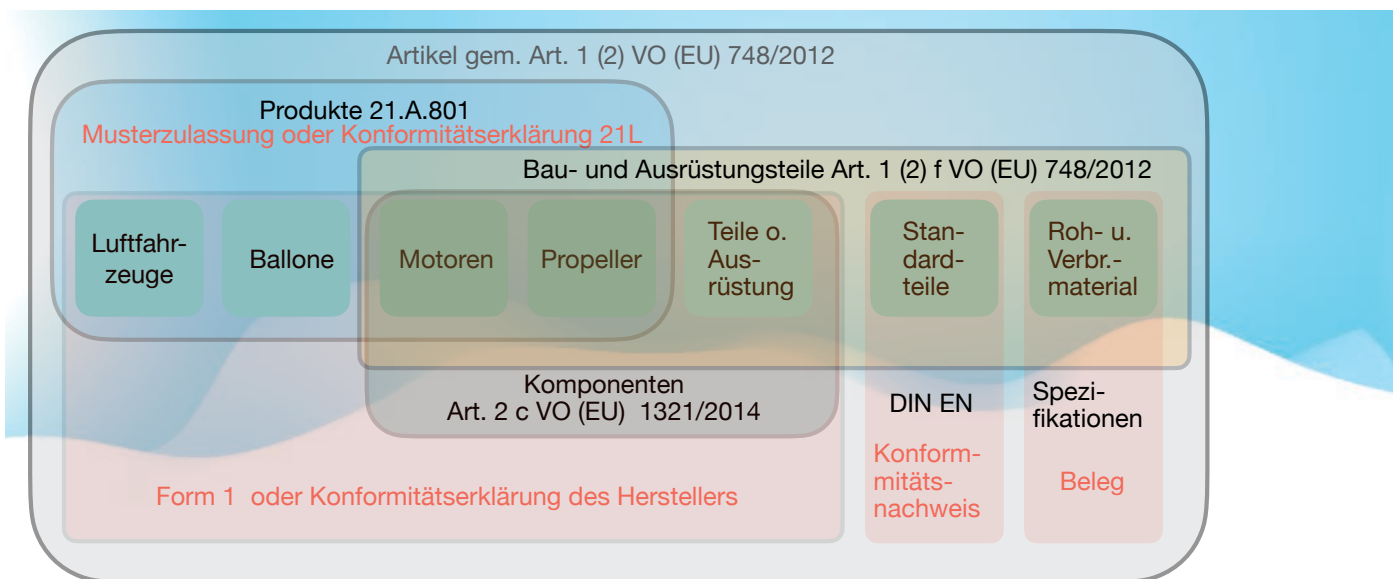 Artikel gem. Art. 1 (2) VO (EU) 748/2012
Produkte 21.A.801
Musterzulassung oder Konformitätserklärung 21L
Bau- und Ausrüstungsteile Art. 1 (2) f VO (EU) 748/2012
Luftfahr-
zeuge
Ballone
Motoren
Propeller
Teile o.
Aus-
rüstung
Stan-
dard-
teile
Roh- u.
Verbr.-
material
Komponenten
Art. 2 c VO (EU) 1321/2014
DIN EN
Spezi-
fikationen
Form 1 oder Konformitätserklärung des Herstellers
Konform-
mitäts-
nachweis
Beleg